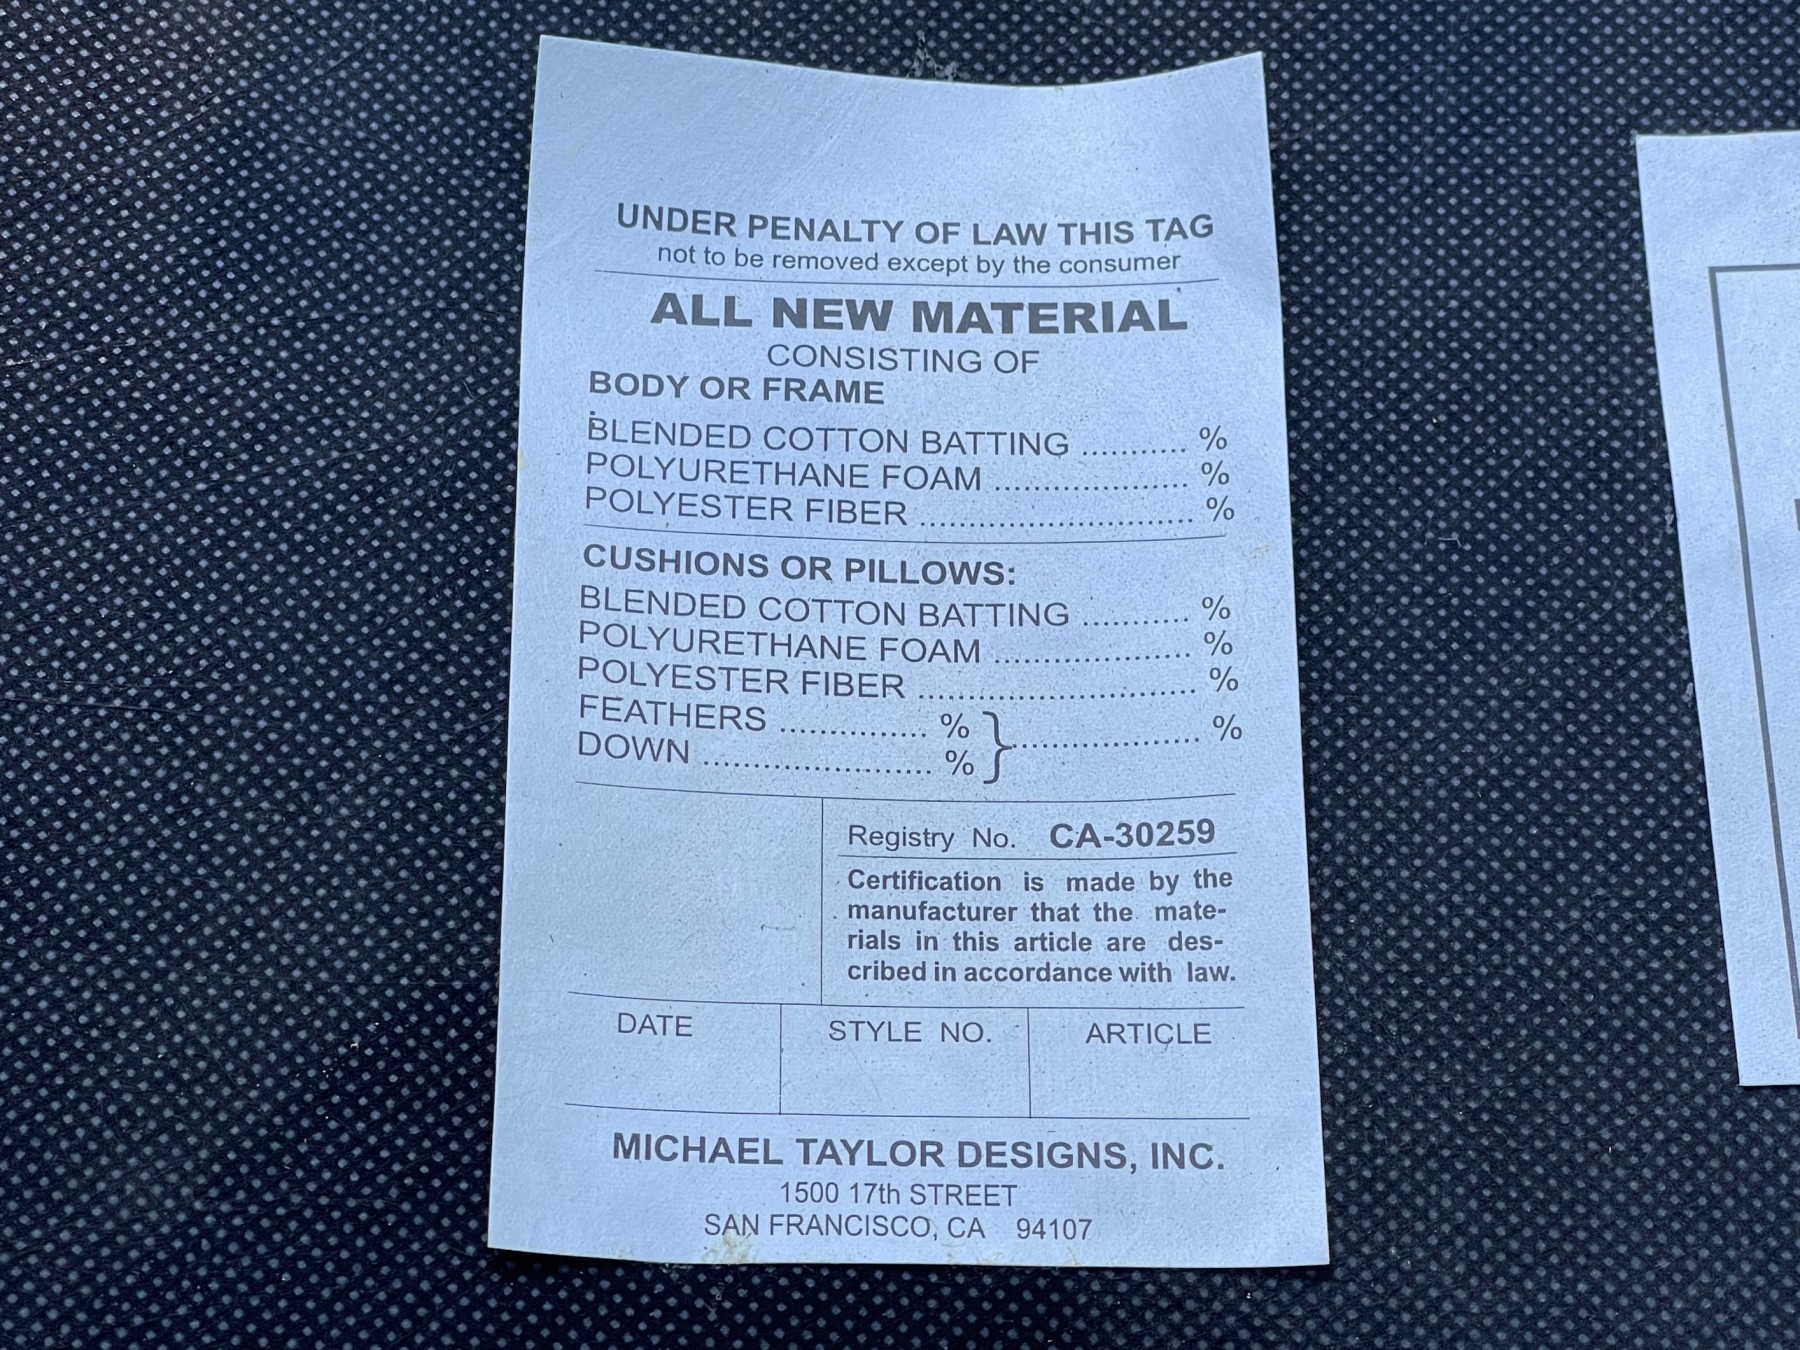 UNDER PENALTY OF LAW THIS TAG
not to be removed except by the consumer
ALL NEW MATERIAL
CONSISTING OF
BODY OR FRAME
BLENDED COTTON BATTING ........... %
POLYURETHANE FOAM .................... %
POLYESTER FIBER ............................ %
CUSHIONS OR PILLOWS:
BLENDED COTTON BATTING ........... %
POLYURETHANE FOAM .................... %
POLYESTER FIBER ............................ %
FEATHERS ............... % } ................... %
DOWN ........................ %
Registry No. CA-30259
Certification is made by the
manufacturer that the mate-
rials in this article are des-
cribed in accordance with law.
DATE STYLE NO. ARTICLE
MICHAEL TAYLOR DESIGNS, INC.
1500 17th STREET
SAN FRANCISCO, CA 94107